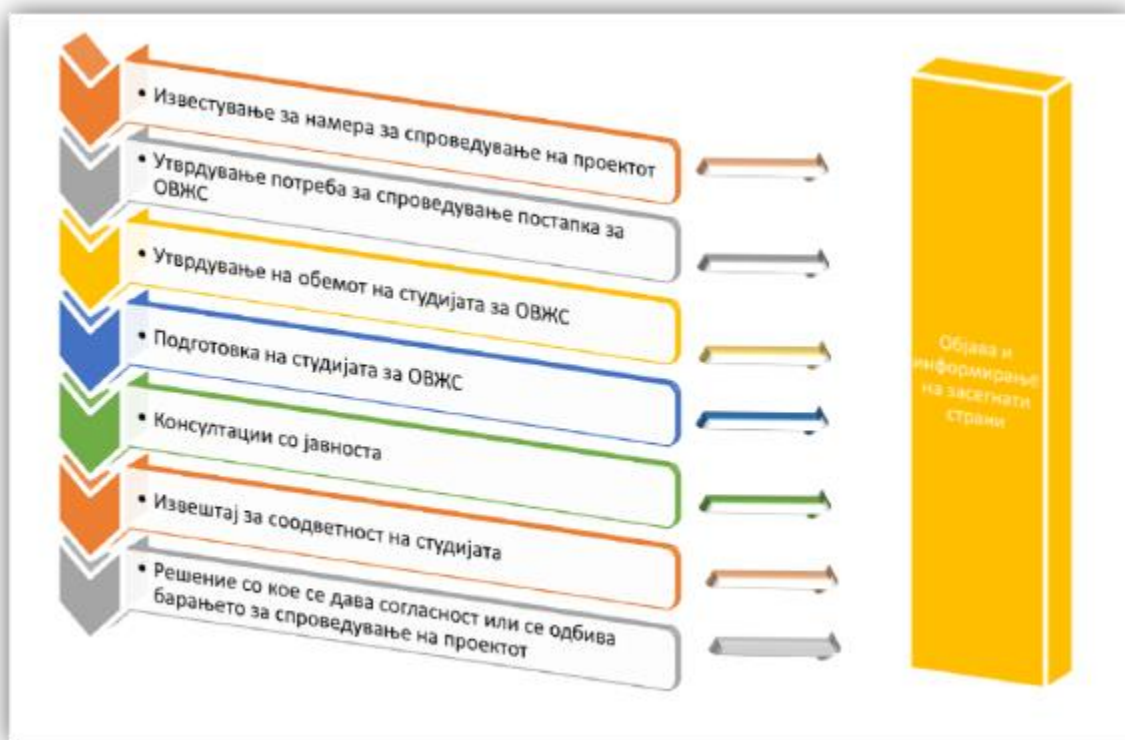 • Известување за намера за спроведување на проектот
• Утврдување потреба за спроведување постапка за
ОВЖС
• Утврдување на обемот на студијата за ОВЖС
• Подготовка на студијата за ОВЖС
• Консултации со јавноста
• Извештај за соодветност на студијата
• Решение со кое се дава согласност или се одбива
барањето за спроведување на проектот
Објава и
информирање
на засегнати
страни